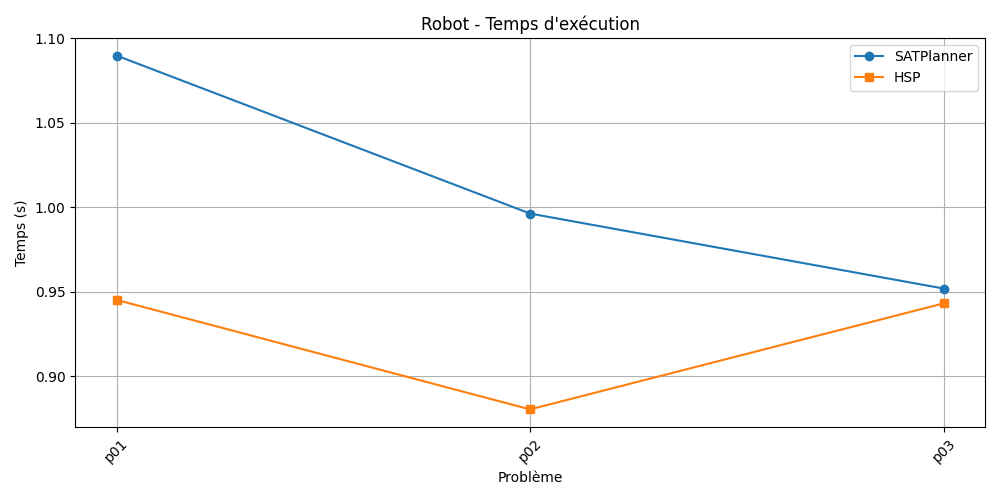 Robot - Temps d'exécution
SATPlanner
HSP
1.10
1.05
1.00
0.95
0.90
Temps (s)
p01
p02
p03
Problème